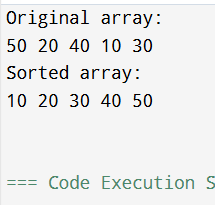 Original array:
50 20 40 10 30
Sorted array:
10 20 30 40 50
=== Code Execution S